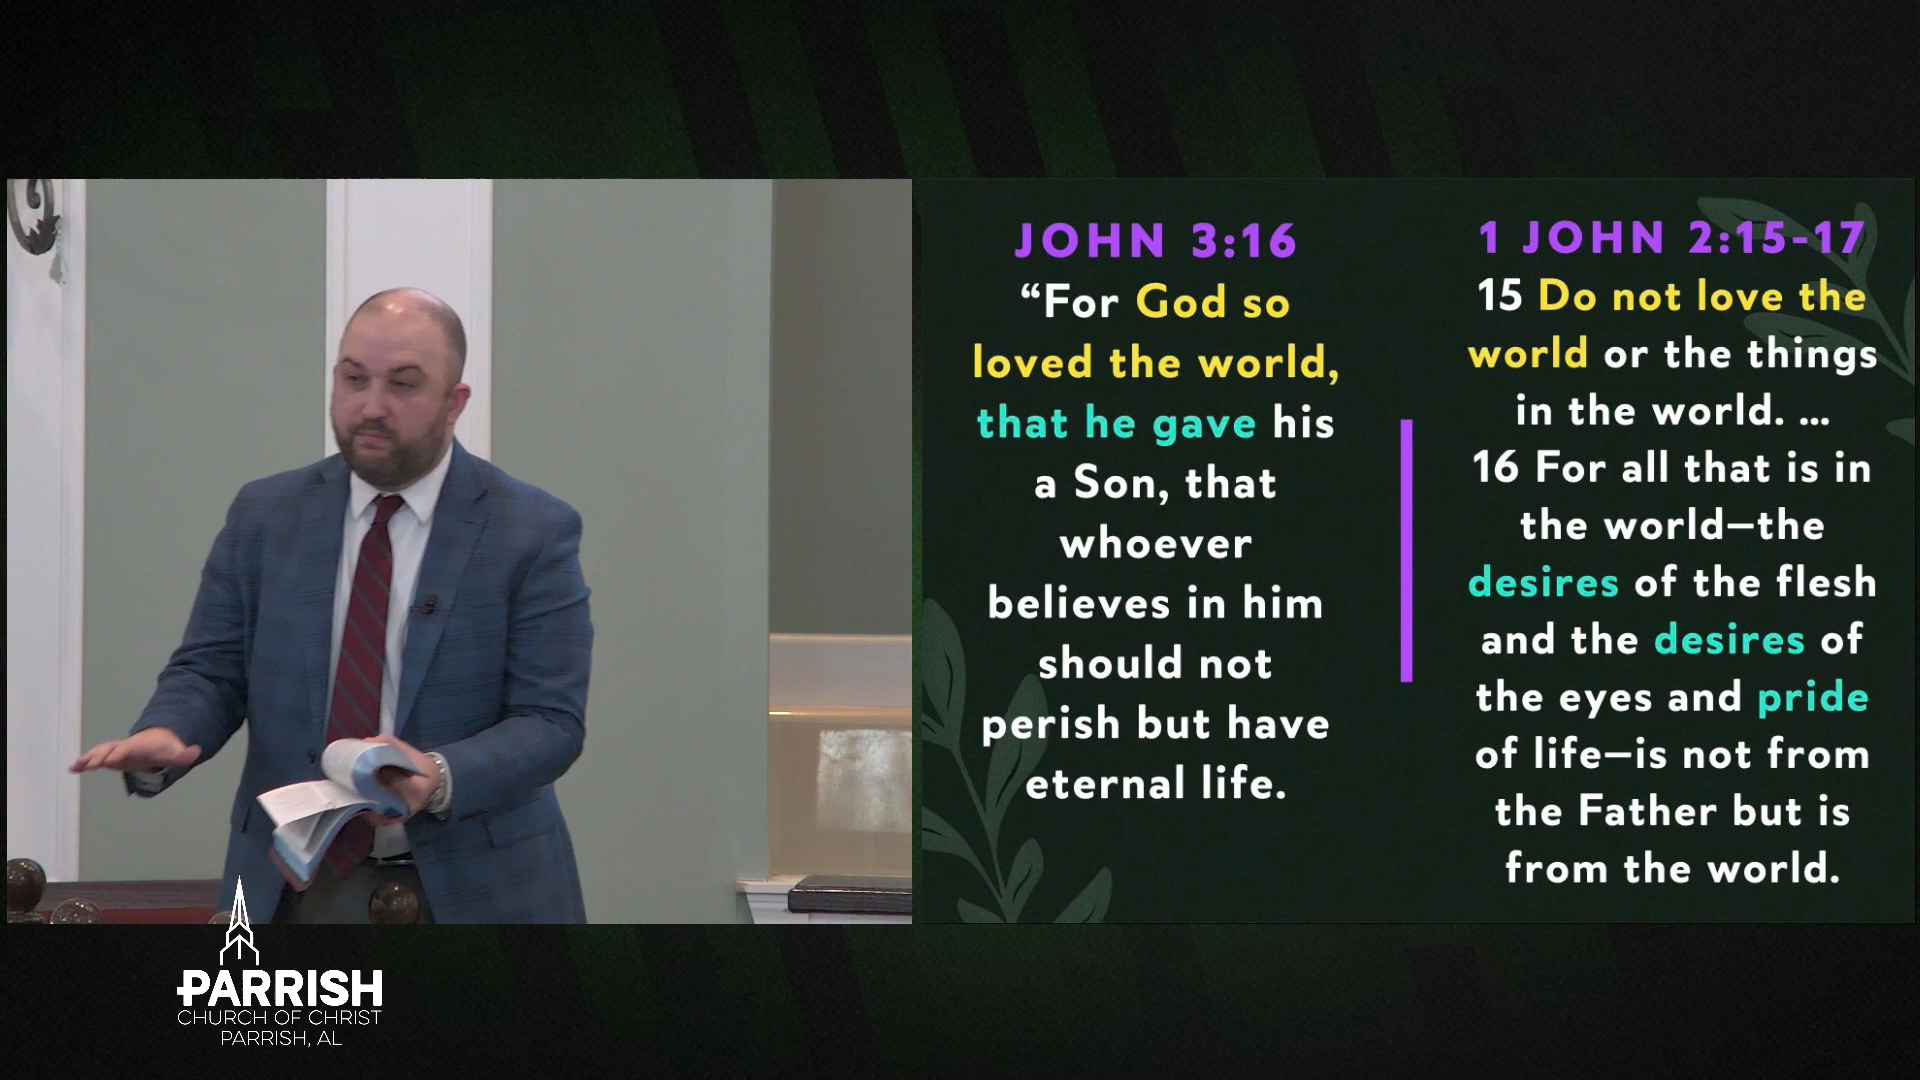 JOHN 3:16
“For God so
loved the world,
that he gave his
a Son, that
whoever
believes in him
should not
perish but have
eternal life.
1 JOHN 2:15-17
15 Do not love the
world or the things
in the world. ...
16 For all that is in
the world—the
desires of the flesh
and the desires of
the eyes and pride
of life—is not from
the Father but is
from the world.
PARRISH
CHURCH OF CHRIST
PARRISH, AL